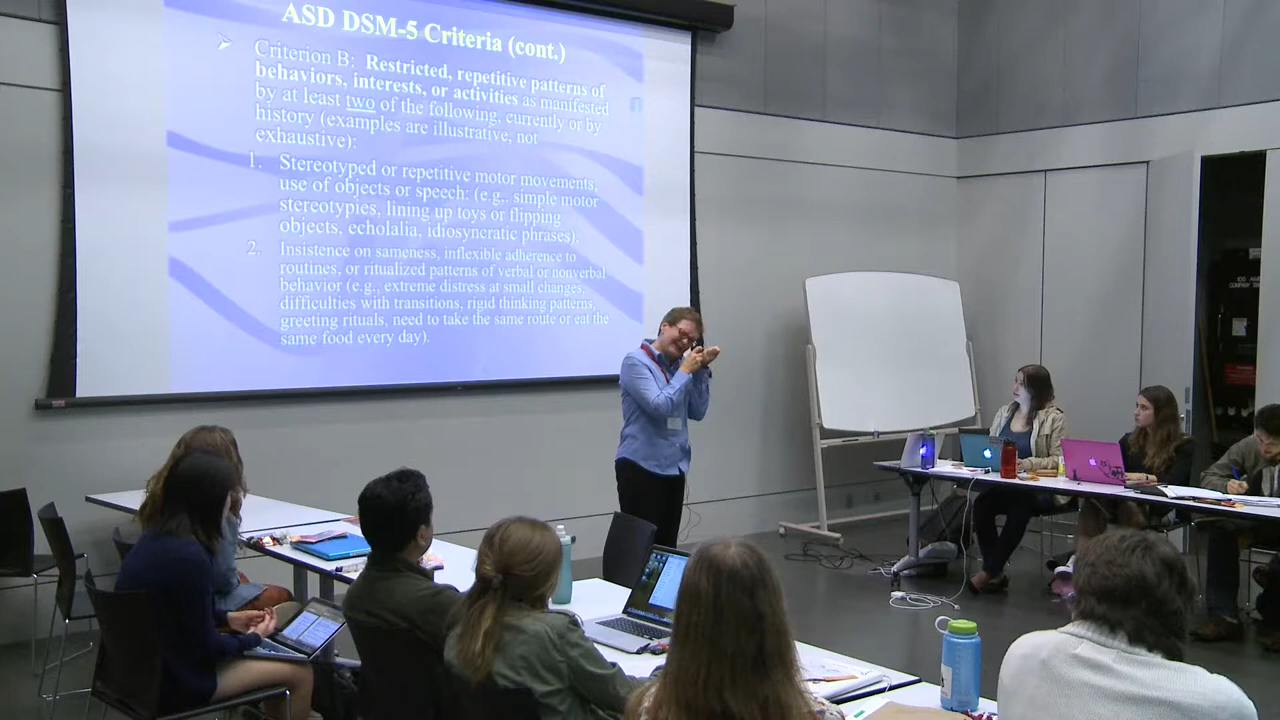 ASD DSM-5 Criteria (cont.)
Criterion B: Restricted, repetitive patterns of
behaviors, interests, or activities as manifested
by at least two of the following, currently or by
history (examples are illustrative, not
exhaustive):
1. Stereotyped or repetitive motor movements,
use of objects or speech: (e.g., simple motor
stereotypies, lining up toys or flipping
objects, echolalia, idiosyncratic phrases).
2. Insistence on sameness, inflexible adherence to
routines, or ritualized patterns of verbal or nonverbal
behavior (e.g., extreme distress at small changes,
difficulties with transitions, rigid thinking patterns,
greeting rituals, need to take the same route or eat the
same food every day).